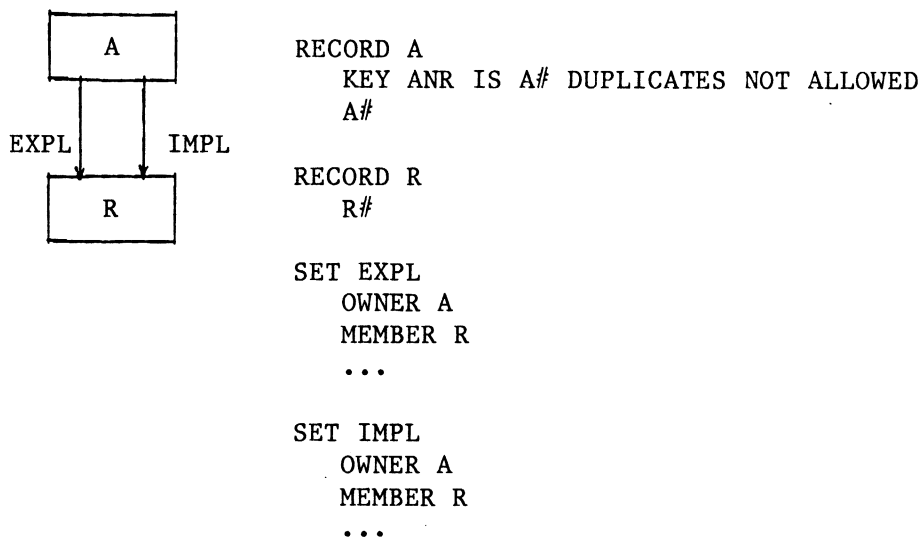 A
EXPL
IMPL
R
RECORD A
KEY ANR IS A# DUPLICATES NOT ALLOWED
A#
RECORD R
R#
SET EXPL
OWNER A
MEMBER R
...
SET IMPL
OWNER A
MEMBER R
...